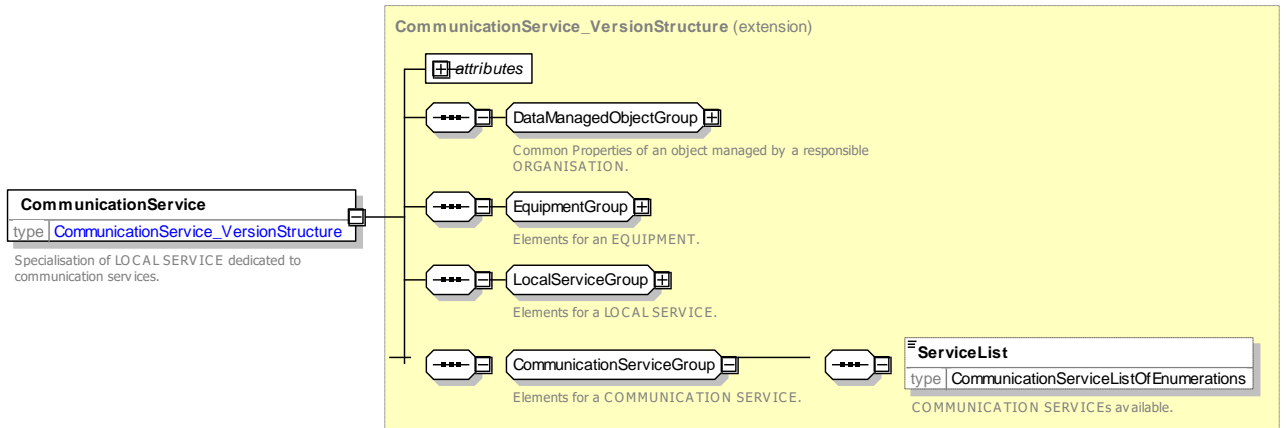 CommunicationService_VersionStructure (extension)
attributes
DataManagedObjectGroup
Common Properties of an object managed by a responsible
ORGANISATION.
CommunicationService
type CommunicationService_VersionStructure
Specialisation of LOCAL SERVICE dedicated to
communication services.
EquipmentGroup
Elements for an EQUIPMENT.
LocalServiceGroup
Elements for a LOCAL SERVICE.
CommunicationServiceGroup
Elements for a COMMUNICATION SERVICE.
ServiceList
type CommunicationServiceListOfEnumerations
COMMUNICATION SERVICEs available.